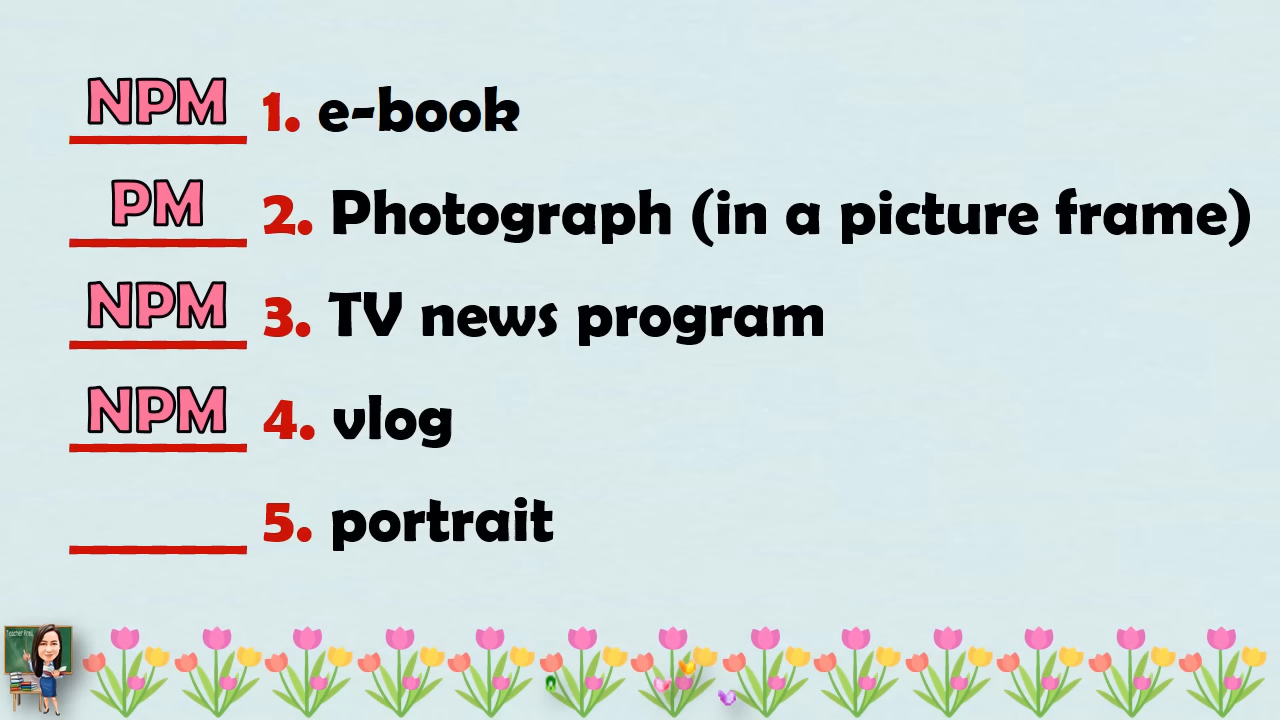 NPM 1. e-book
PM 2. Photograph (in a picture frame)
NPM 3. TV news program
NPM 4. vlog
5. portrait